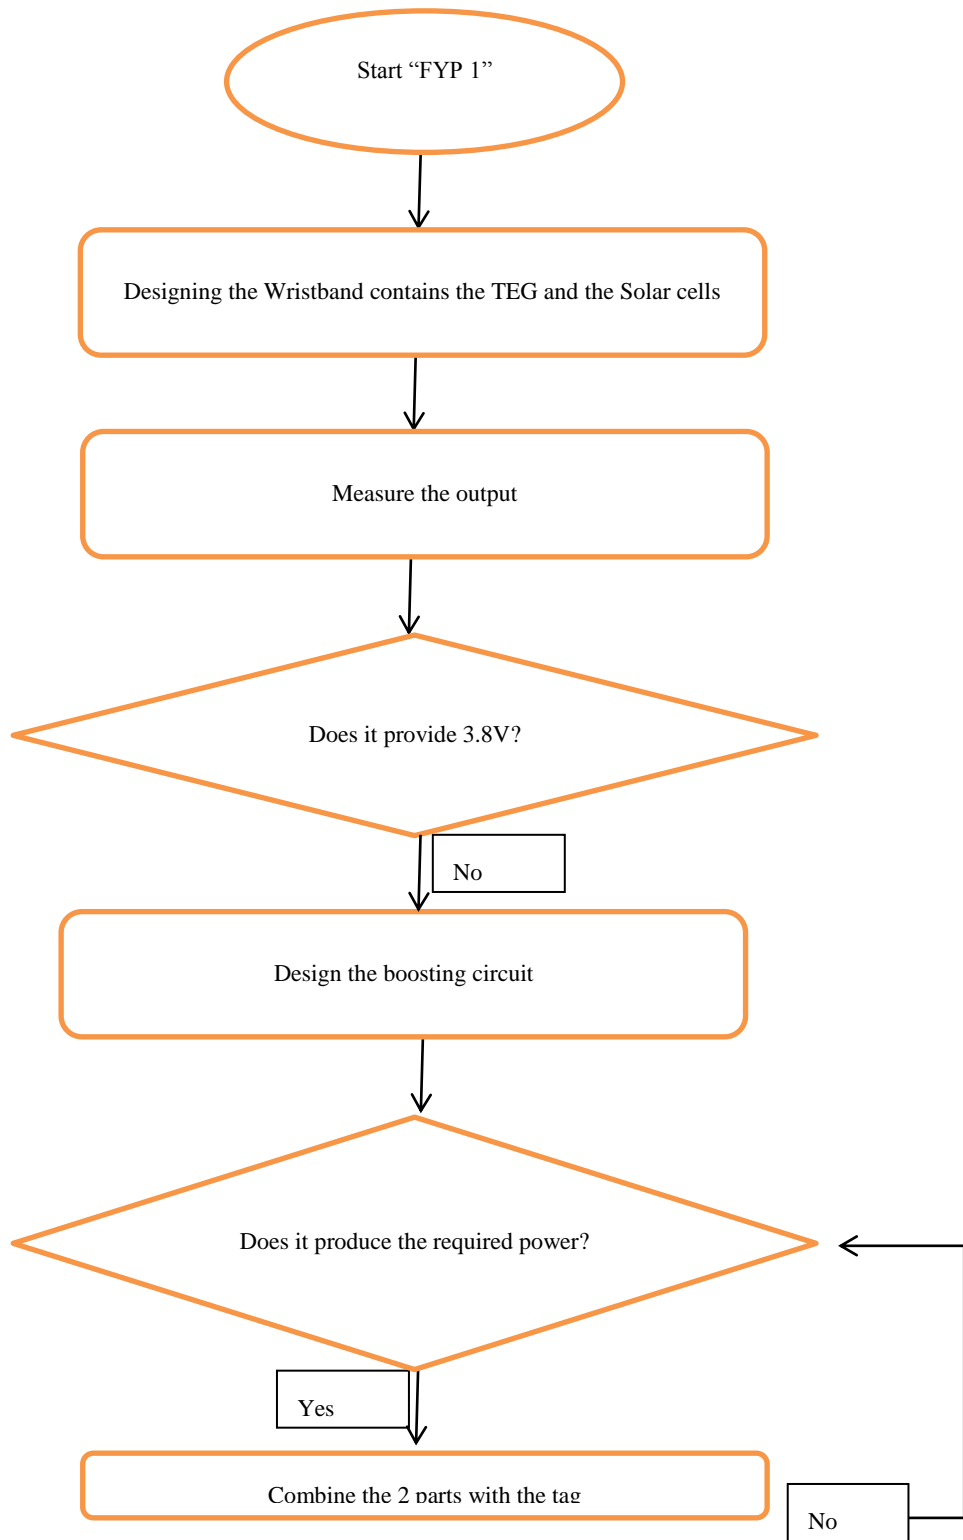 Start “FYP 1”
Designing the Wristband contains the TEG and the Solar cells
Measure the output
Does it provide 3.8V?
No
Design the boosting circuit
Does it produce the required power?
Yes
Combine the 2 parts with the tag
No